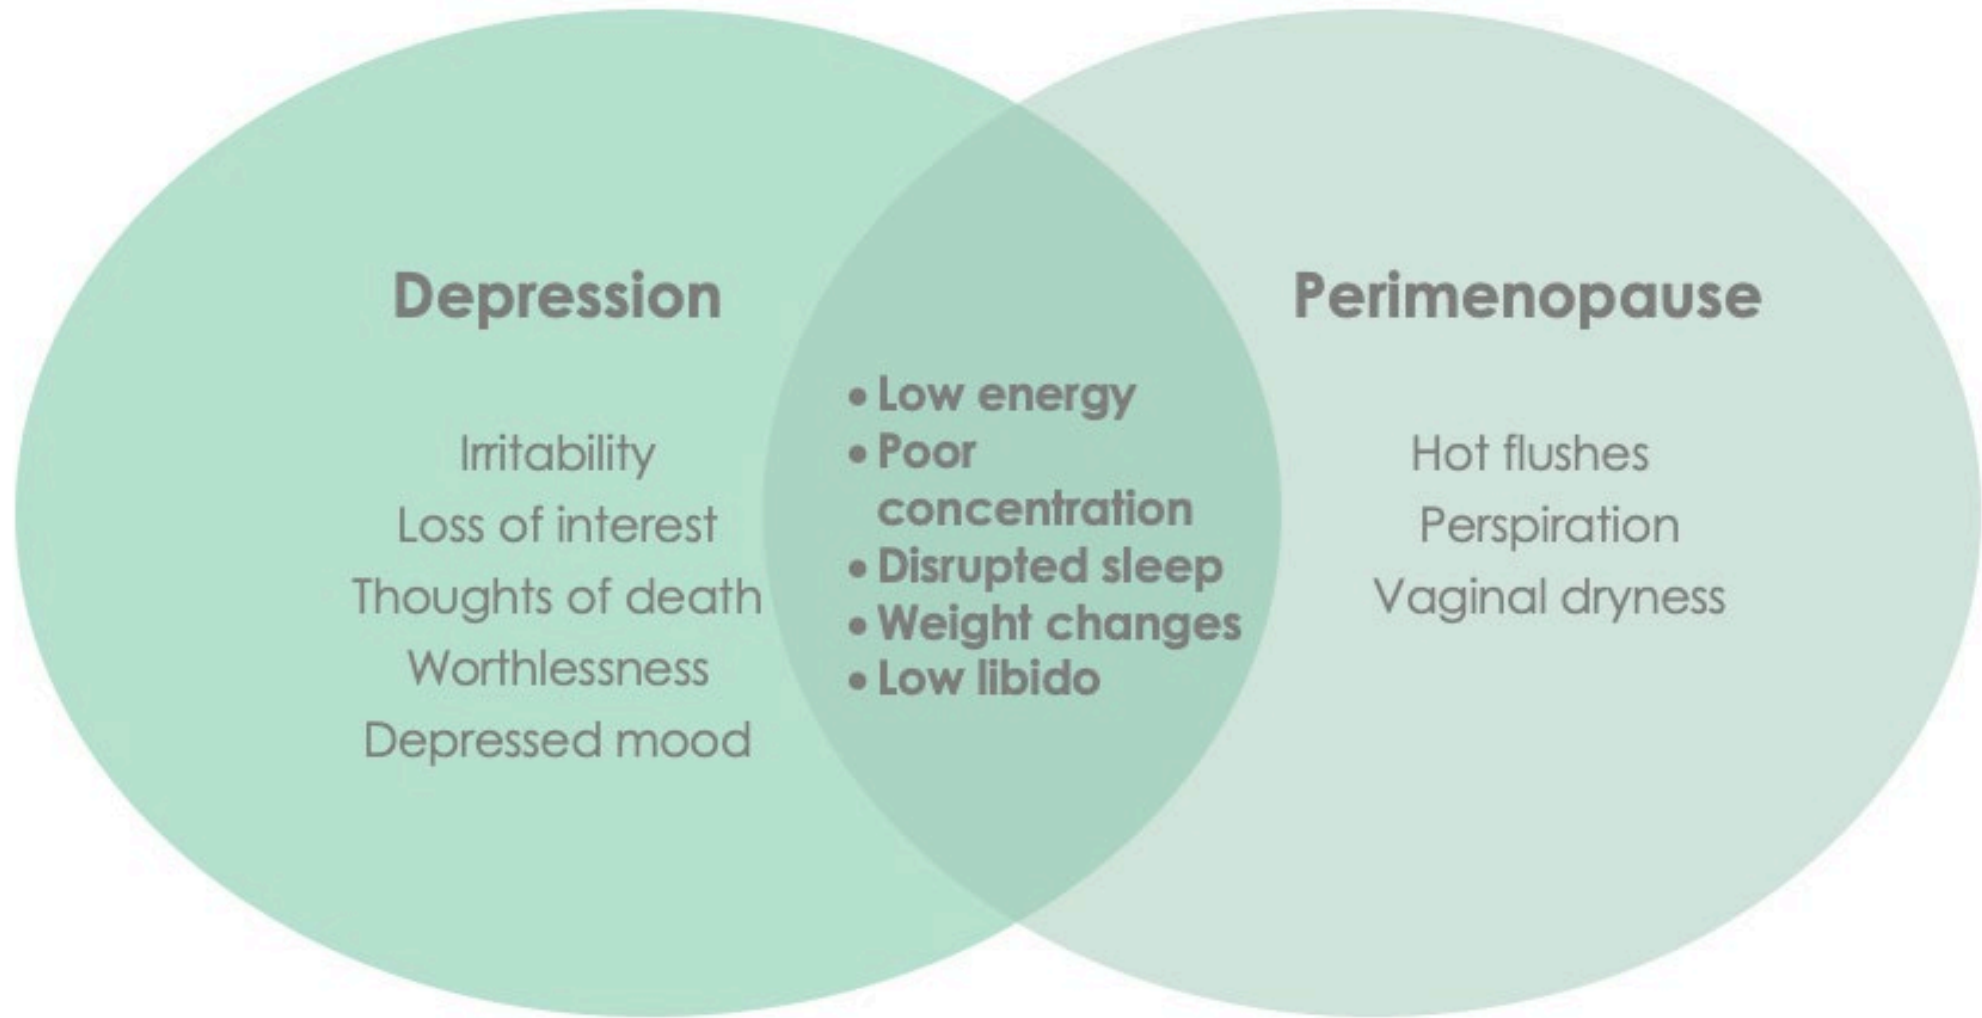 Depression
Irritability
Loss of interest
Thoughts of death
Worthlessness
Depressed mood
• Low energy
• Poor
concentration
• Disrupted sleep
• Weight changes
• Low libido
Perimenopause
Hot flushes
Perspiration
Vaginal dryness